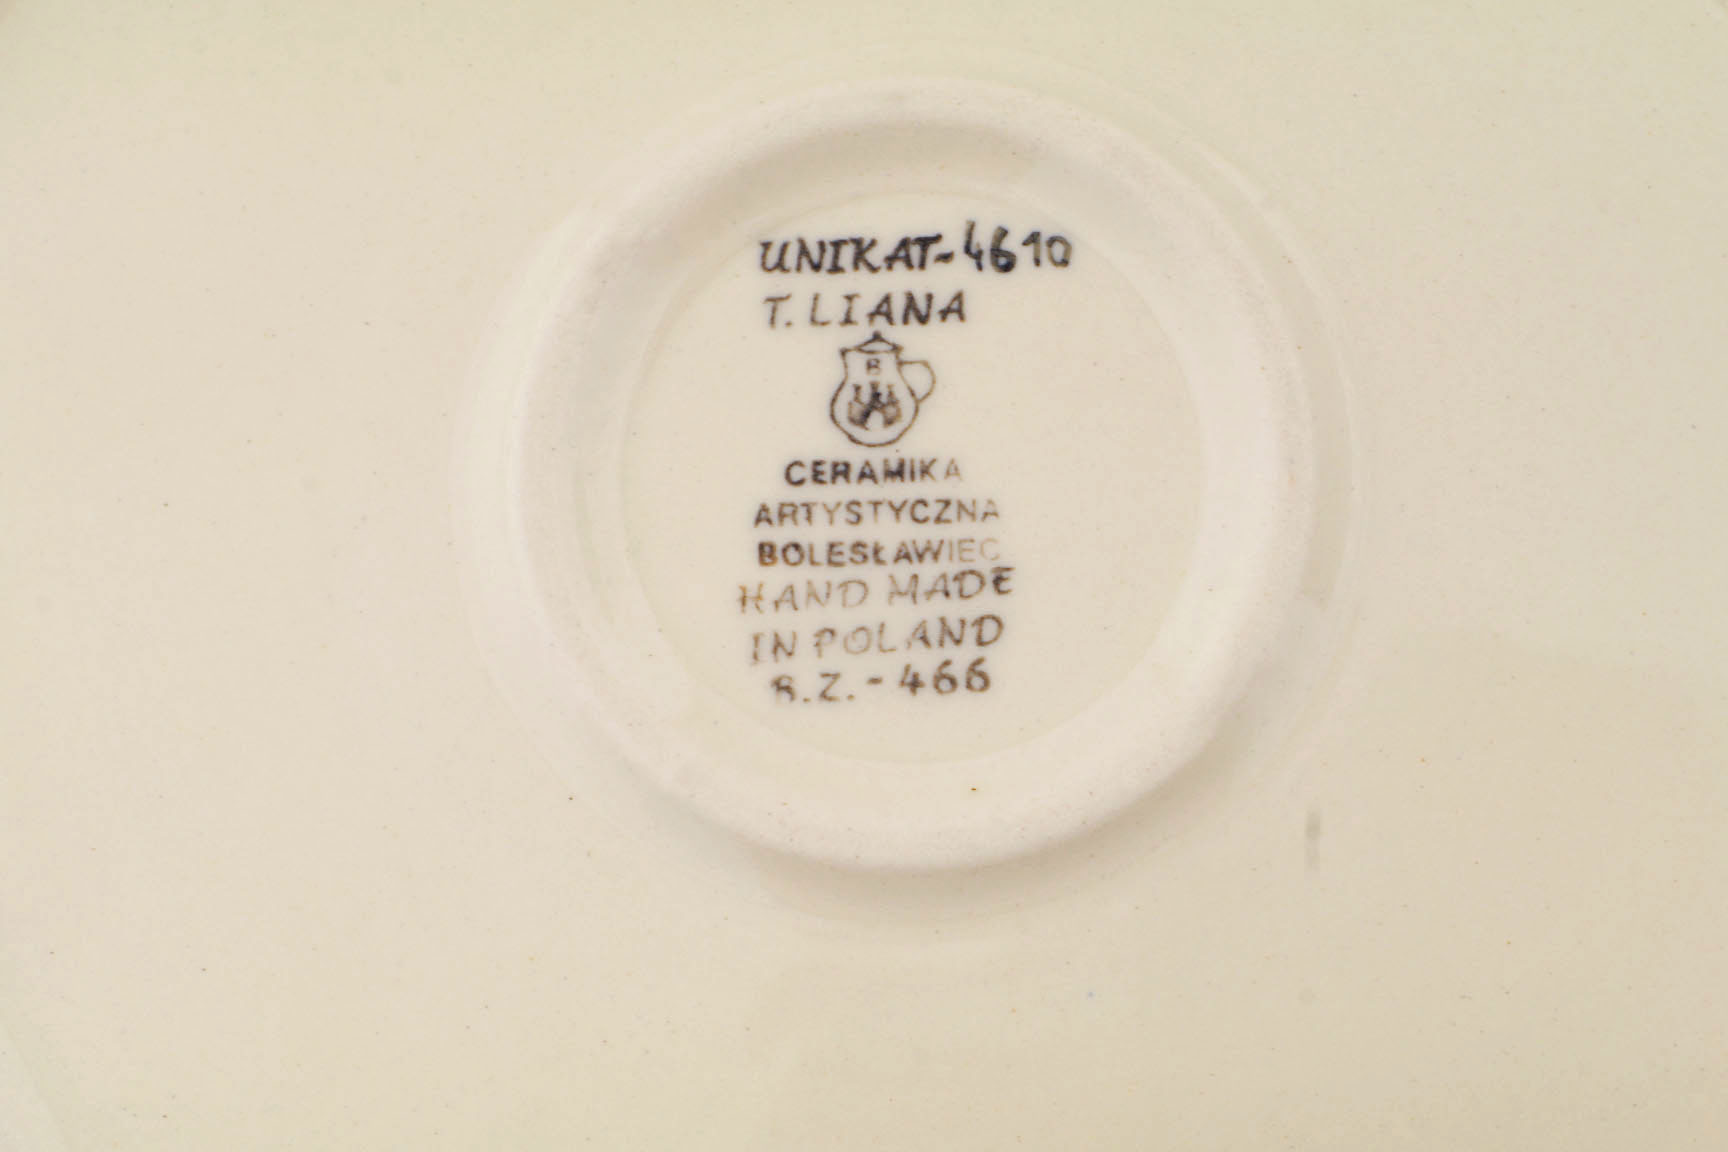 UNIKAT-4610
T. LIANA
B
CERAMIKA
ARTYSTYCZNA
BOLESŁAWIEC
HAND MADE
IN POLAND
B.Z.-466